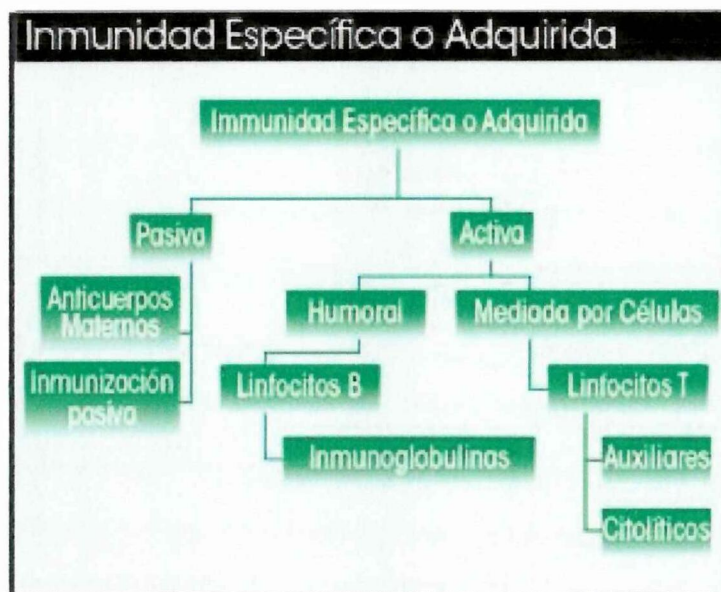 Inmunidad Específica o Adquirida
Immunidad Específica o Adquirida
Pasiva
Activa
Anticuerpos
Maternos
Humoral
Mediada por Células
Inmunización
pasiva
Linfocitos B
Linfocitos T
Inmunoglobulinas
Auxiliares
Citolíticos